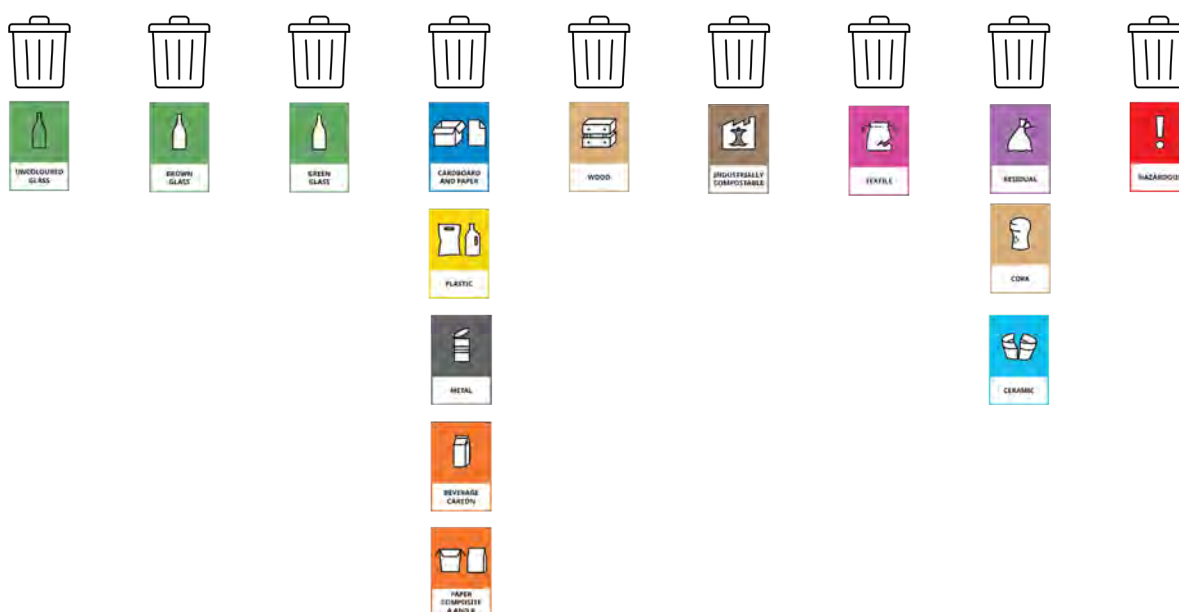 UNCOLOURED
GLASS
BROWN
GLASS
GREEN
GLASS
CARDBOARD
AND PAPER
WOOD
INDUSTRIALLY
COMPOSTABLE
TEXTILE
RESIDUAL
HAZARDOUS
PLASTIC
CORK
METAL
CERAMIC
BEVERAGE
CARTON
PAPER
COMPOSITE